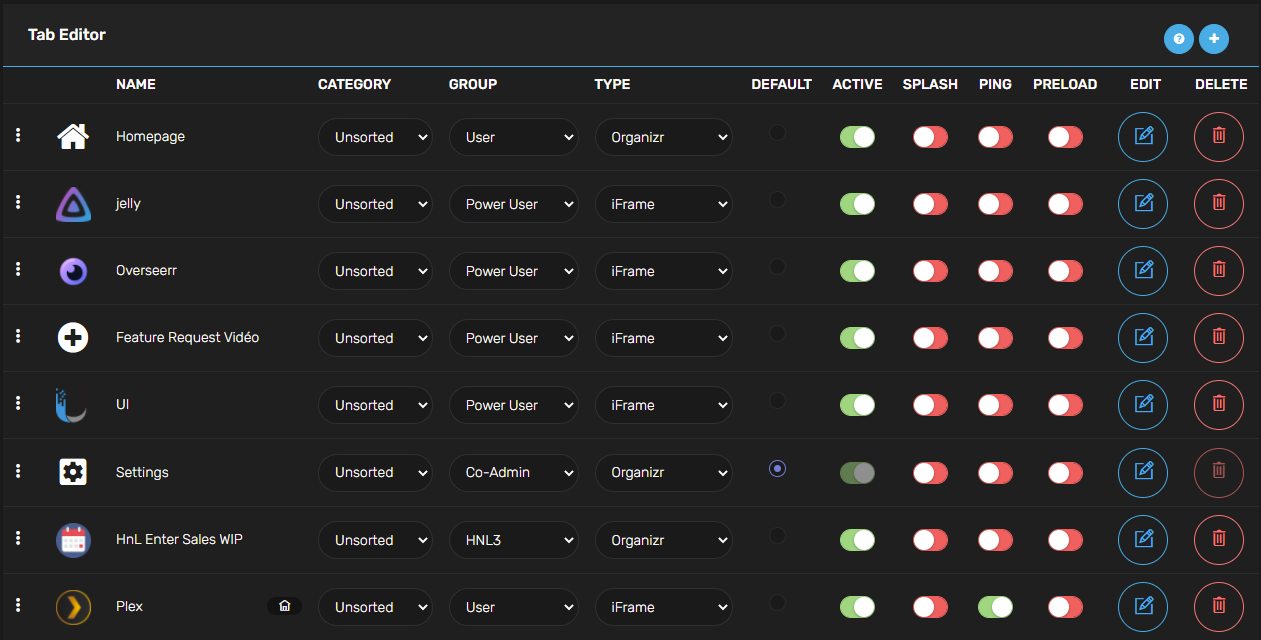 Tab Editor
NAME CATEGORY GROUP TYPE DEFAULT ACTIVE SPLASH PING PRELOAD EDIT DELETE
Homepage Unsorted User Organizr
jelly Unsorted Power User iFrame
Overseerr Unsorted Power User iFrame
Feature Request Vidéo Unsorted Power User iFrame
UI Unsorted Power User iFrame
Settings Unsorted Co-Admin Organizr
HnL Enter Sales WIP Unsorted HNL3 Organizr
Plex Unsorted User iFrame